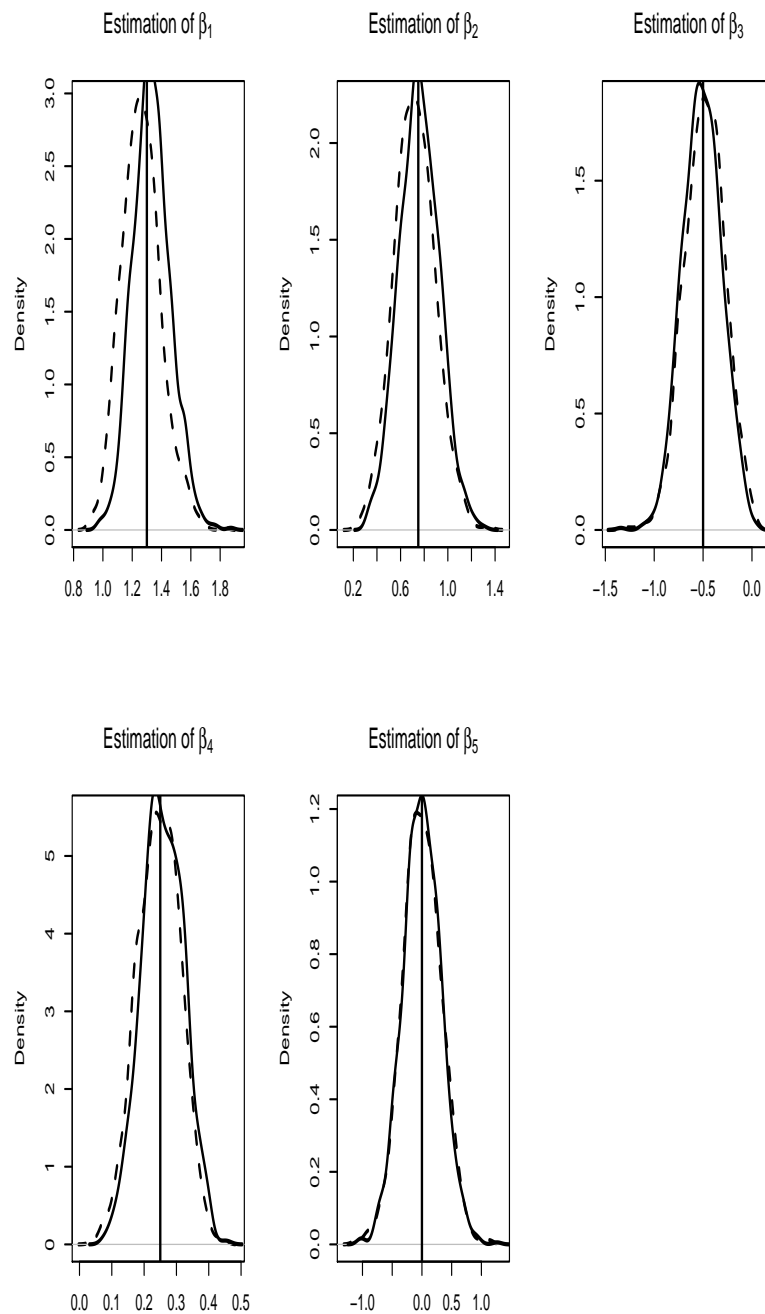 Estimation of β₁
Density
0.0 0.5 1.0 1.5 2.0 2.5 3.0
0.8 1.0 1.2 1.4 1.6 1.8
Estimation of β₂
Density
0.0 0.5 1.0 1.5 2.0
0.2 0.6 1.0 1.4
Estimation of β₃
Density
0.0 0.5 1.0 1.5
−1.5 −1.0 −0.5 0.0
Estimation of β₄
Density
0 1 2 3 4 5
0.0 0.1 0.2 0.3 0.4 0.5
Estimation of β₅
Density
0.0 0.2 0.4 0.6 0.8 1.0 1.2
−1.0 0.0 0.5 1.0